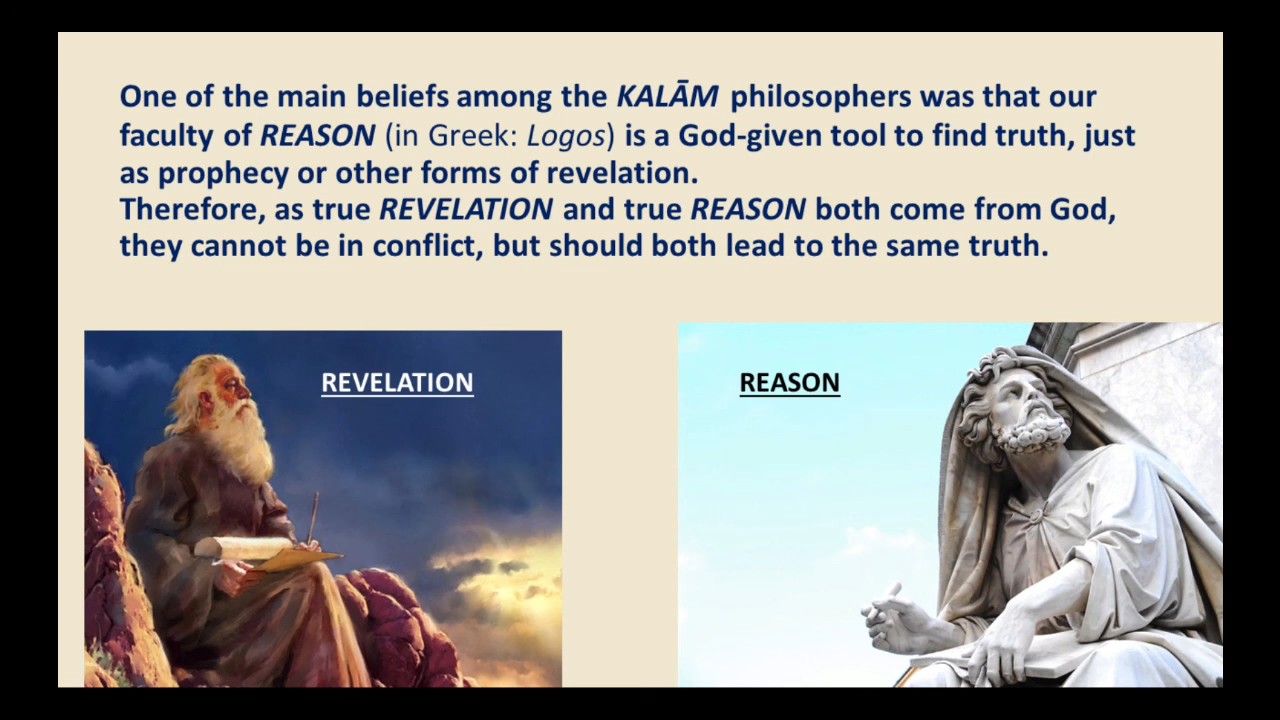 One of the main beliefs among the KALĀM philosophers was that our
faculty of REASON (in Greek: Logos) is a God-given tool to find truth, just
as prophecy or other forms of revelation.
Therefore, as true REVELATION and true REASON both come from God,
they cannot be in conflict, but should both lead to the same truth.
REVELATION
REASON